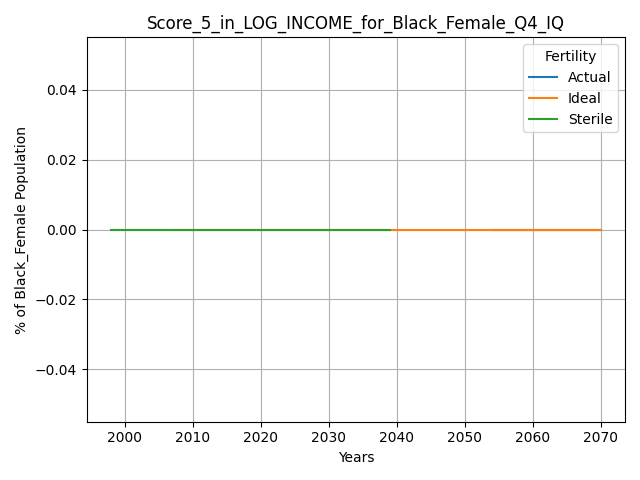 Score_5_in_LOG_INCOME_for_Black_Female_Q4_IQ
Fertility
Actual
Ideal
Sterile
% of Black_Female Population
0.04
0.02
0.00
−0.02
−0.04
2000 2010 2020 2030 2040 2050 2060 2070
Years